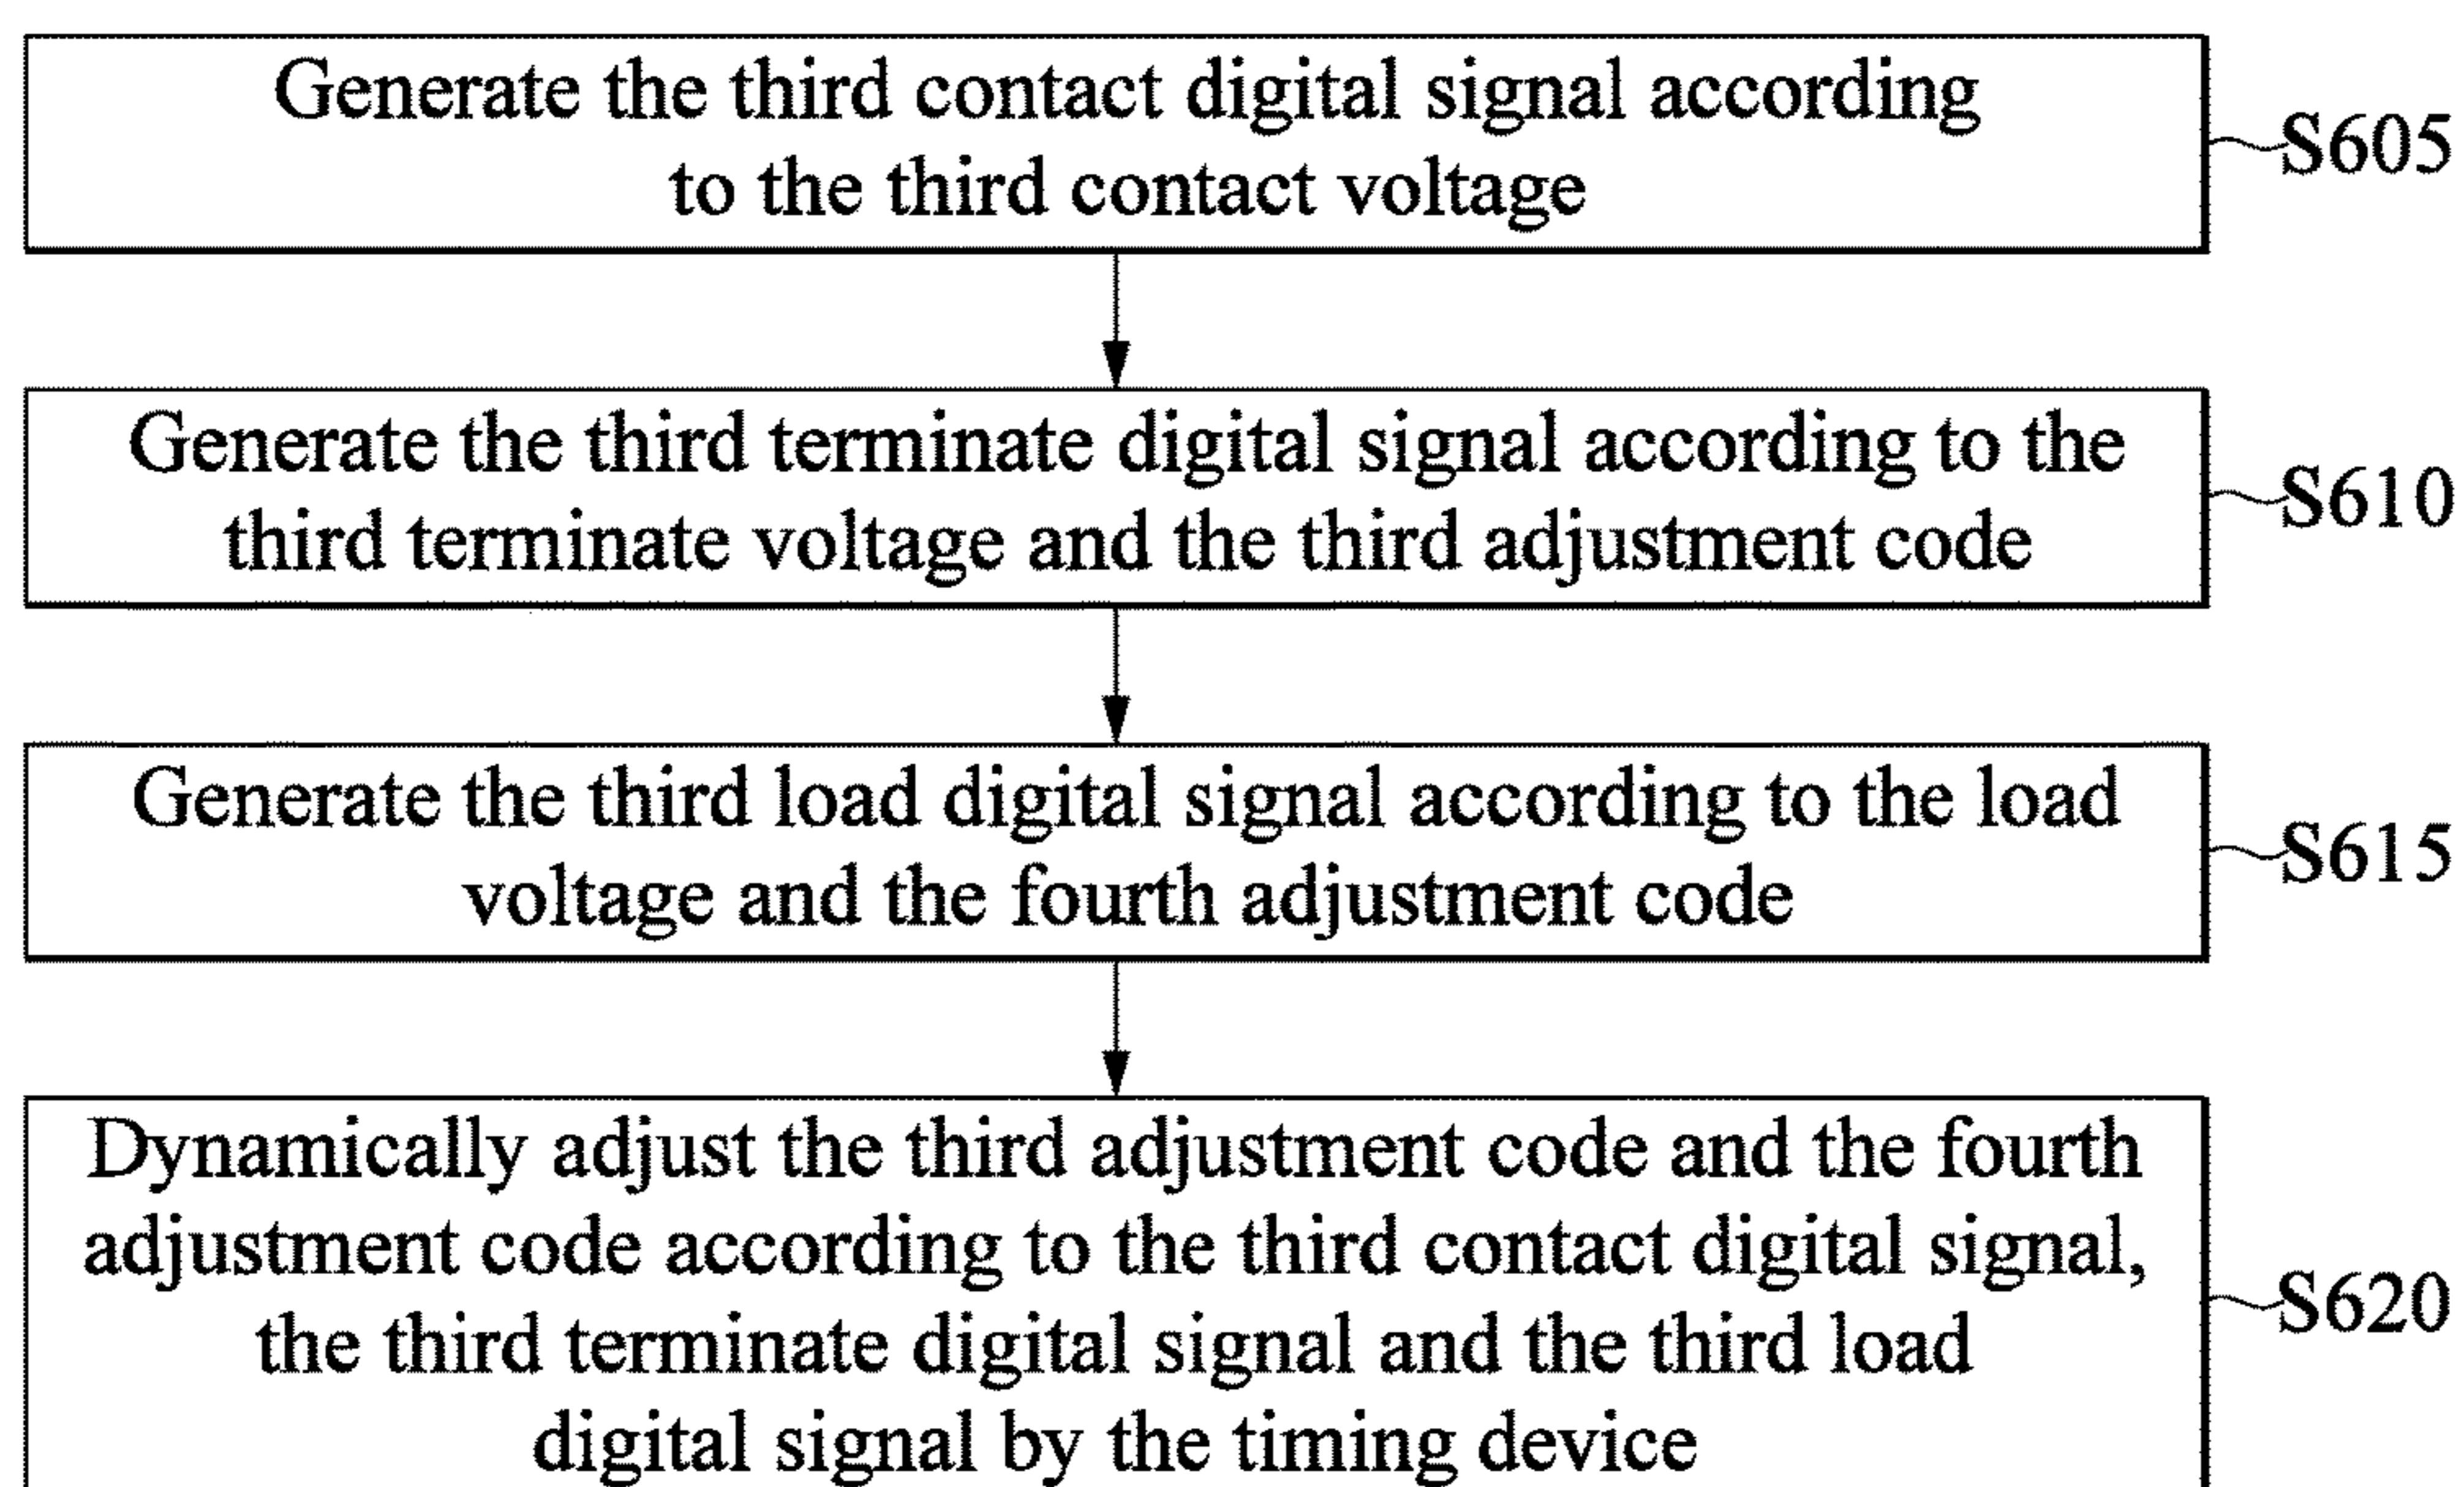 Generate the third contact digital signal according
to the third contact voltage
S605
Generate the third terminate digital signal according to the
third terminate voltage and the third adjustment code
S610
Generate the third load digital signal according to the load
voltage and the fourth adjustment code
S615
Dynamically adjust the third adjustment code and the fourth
adjustment code according to the third contact digital signal,
the third terminate digital signal and the third load
digital signal by the timing device
S620